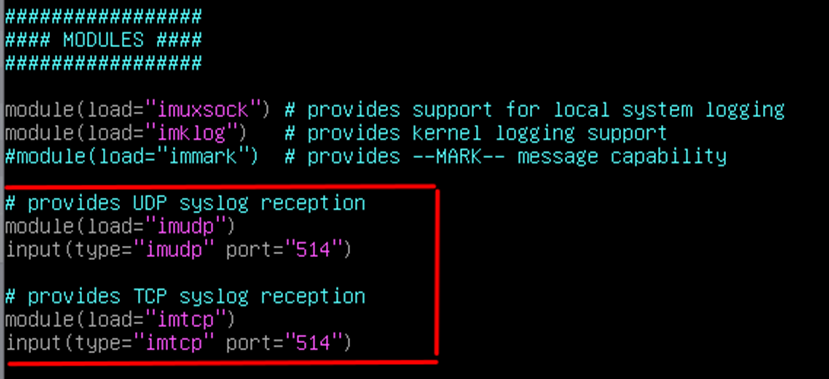 #################
#### MODULES ####
#################
module(load="imuxsock") # provides support for local system logging
module(load="imklog")   # provides kernel logging support
#module(load="immark")  # provides --MARK-- message capability
# provides UDP syslog reception
module(load="imudp")
input(type="imudp" port="514")
# provides TCP syslog reception
module(load="imtcp")
input(type="imtcp" port="514")